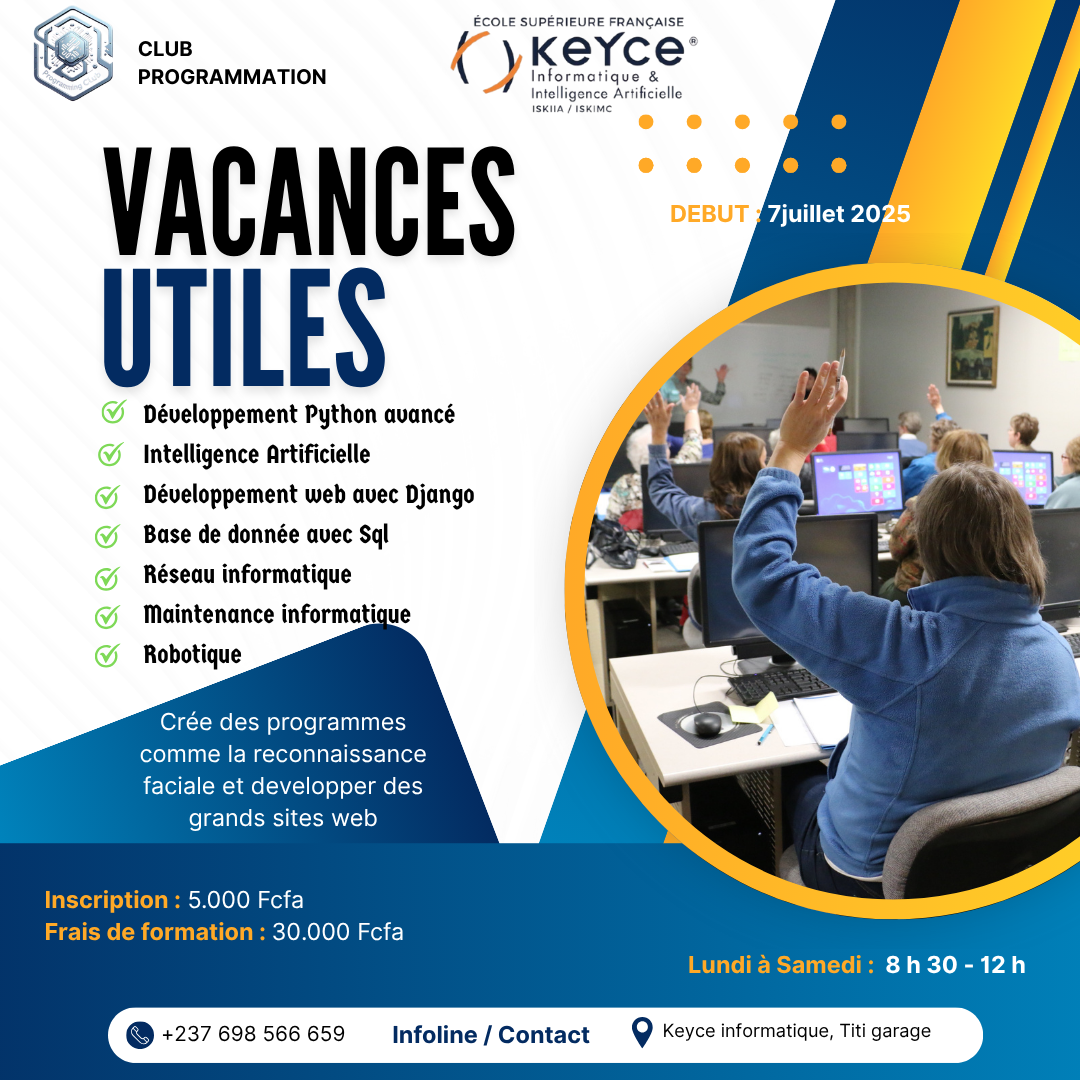 CLUB
PROGRAMMATION
Programming Club
ÉCOLE SUPÉRIEURE FRANÇAISE
KEYCE®
Informatique &
Intelligence Artificielle
ISKIIA / ISKIMC
VACANCES
UTILES
DEBUT : 7juillet 2025
Développement Python avancé
Intelligence Artificielle
Développement web avec Django
Base de donnée avec Sql
Réseau informatique
Maintenance informatique
Robotique
Crée des programmes
comme la reconnaissance
faciale et developper des
grands sites web
Inscription : 5.000 Fcfa
Frais de formation : 30.000 Fcfa
Lundi à Samedi : 8 h 30 - 12 h
+237 698 566 659
Infoline / Contact
Keyce informatique, Titi garage